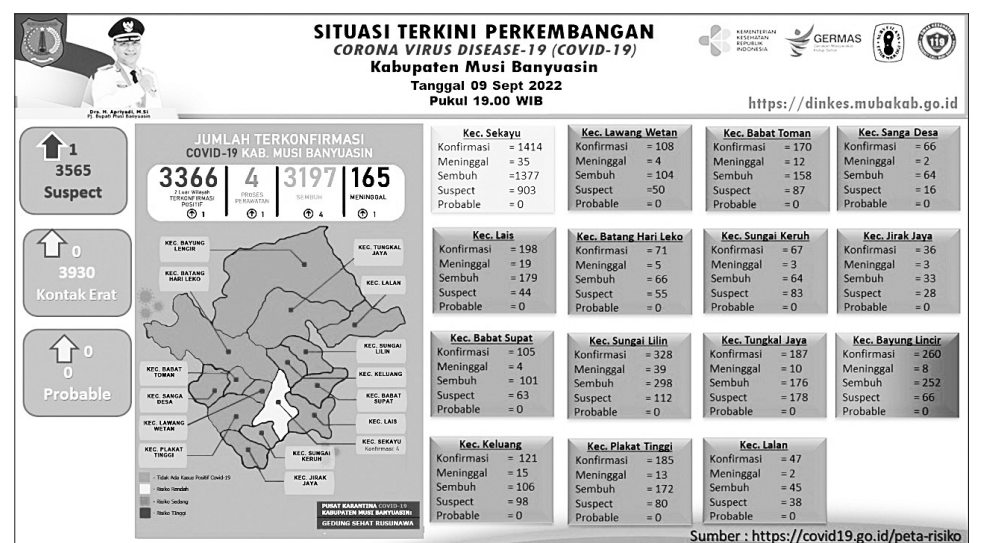 SITUASI TERKINI PERKEMBANGAN
CORONA VIRUS DISEASE-19 (COVID-19)
Kabupaten Musi Banyuasin
Tanggal 09 Sept 2022
Pukul 19.00 WIB
Drs. H. Apriyadi, M.Si
Pj. Bupati Musi Banyuasin
KEMENTERIAN
KESEHATAN
REPUBLIK
INDONESIA
GERMAS
119
https://dinkes.mubakab.go.id
1
3565
Suspect
0
3930
Kontak Erat
0
0
Probable
JUMLAH TERKONFIRMASI
COVID-19 KAB. MUSI BANYUASIN
3366
2 Luar Wilayah
TERKONFIRMASI
POSITIF
1
4
PROSES
PERAWATAN
1
3197
SEMBUH
4
165
MENINGGAL
1
KEC. BAYUNG
LENCIR
KEC. TUNGKAL
JAYA
KEC. BATANG
HARI LEKO
KEC. LALAN
KEC. SUNGAI
LILIN
KEC. BABAT
TOMAN
KEC. KELUANG
KEC. SANGA
DESA
KEC. BABAT
SUPAT
KEC. LAWANG
WETAN
KEC. LAIS
KEC. SEKAYU
Konfirmasi: 4
KEC. PLAKAT
TINGGI
KEC. SUNGAI
KERUH
KEC. JIRAK
JAYA
- Tidak Ada Kasus Positif Covid-19
- Risiko Rendah
- Risiko Sedang
- Risiko Tinggi
PUSAT KARANTINA COVID-19
KABUPATEN MUSI BANYUASIN:
GEDUNG SEHAT RUSUNAWA
Kec. Sekayu
Konfirmasi = 1414
Meninggal = 35
Sembuh =1377
Suspect = 903
Probable = 0
Kec. Lawang Wetan
Konfirmasi = 108
Meninggal = 4
Sembuh = 104
Suspect =50
Probable = 0
Kec. Babat Toman
Konfirmasi = 170
Meninggal = 12
Sembuh = 158
Suspect = 87
Probable = 0
Kec. Sanga Desa
Konfirmasi = 66
Meninggal = 2
Sembuh = 64
Suspect = 16
Probable = 0
Kec. Lais
Konfirmasi = 198
Meninggal = 19
Sembuh = 179
Suspect = 44
Probable = 0
Kec. Batang Hari Leko
Konfirmasi = 71
Meninggal = 5
Sembuh = 66
Suspect = 55
Probable = 0
Kec. Sungai Keruh
Konfirmasi = 67
Meninggal = 3
Sembuh = 64
Suspect = 83
Probable = 0
Kec. Jirak Jaya
Konfirmasi = 36
Meninggal = 3
Sembuh = 33
Suspect = 28
Probable = 0
Kec. Babat Supat
Konfirmasi = 105
Meninggal = 4
Sembuh = 101
Suspect = 63
Probable = 0
Kec. Sungai Lilin
Konfirmasi = 328
Meninggal = 39
Sembuh = 298
Suspect = 112
Probable = 0
Kec. Tungkal Jaya
Konfirmasi = 187
Meninggal = 10
Sembuh = 176
Suspect = 178
Probable = 0
Kec. Bayung Lincir
Konfirmasi = 260
Meninggal = 8
Sembuh = 252
Suspect = 66
Probable = 0
Kec. Keluang
Konfirmasi = 121
Meninggal = 15
Sembuh = 106
Suspect = 98
Probable = 0
Kec. Plakat Tinggi
Konfirmasi = 185
Meninggal = 13
Sembuh = 172
Suspect = 80
Probable = 0
Kec. Lalan
Konfirmasi = 47
Meninggal = 2
Sembuh = 45
Suspect = 38
Probable = 0
Sumber : https://covid19.go.id/peta-risiko